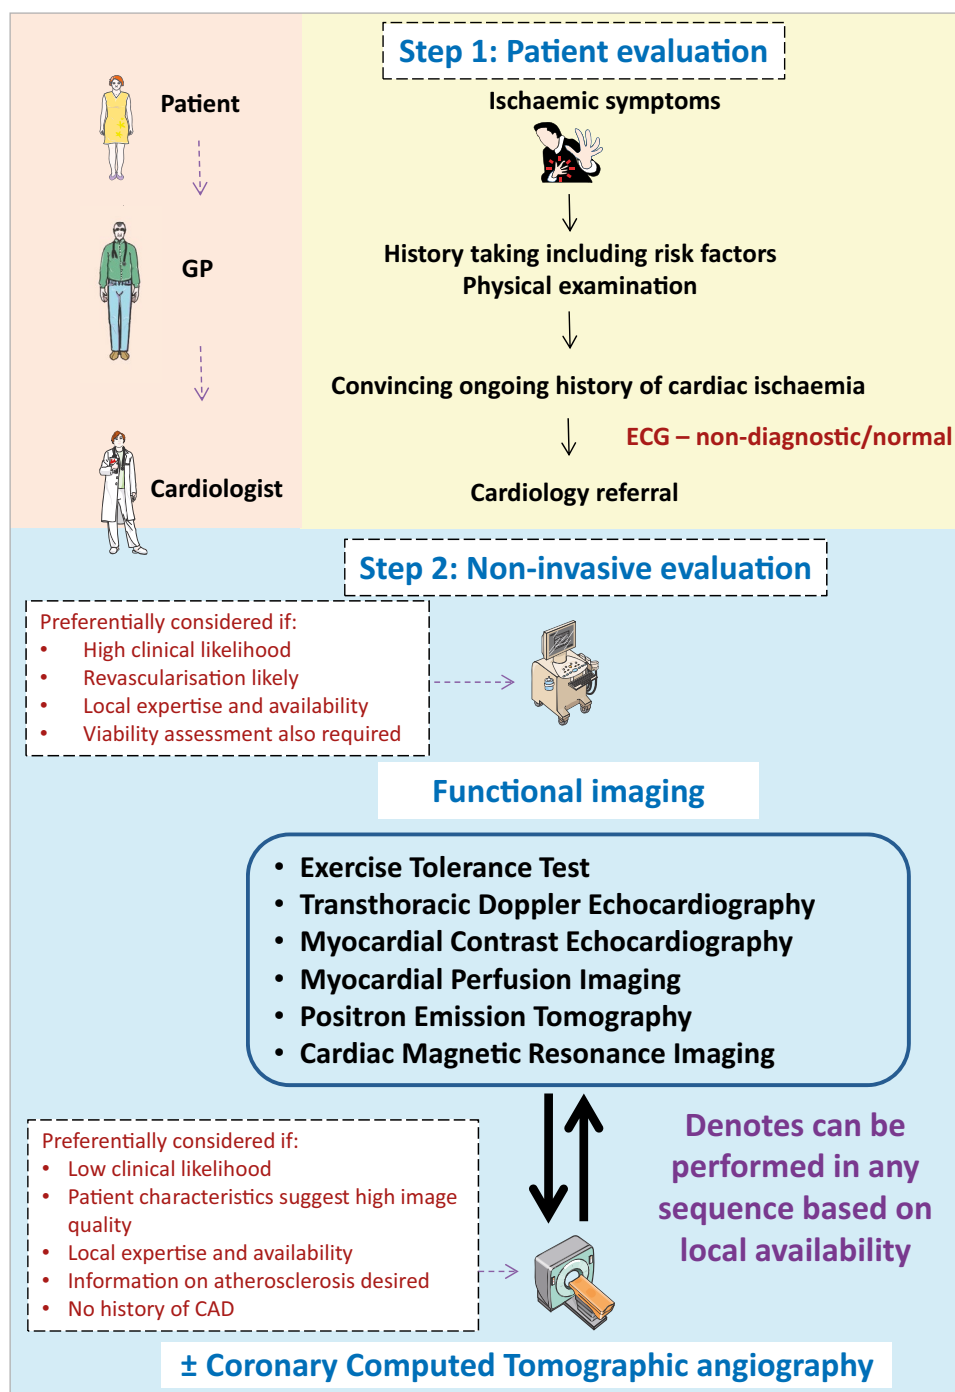 Step 1: Patient evaluation
Patient
Ischaemic symptoms
GP
History taking including risk factors
Physical examination
Convincing ongoing history of cardiac ischaemia
ECG – non-diagnostic/normal
Cardiologist
Cardiology referral
Step 2: Non-invasive evaluation
Preferentially considered if:
• High clinical likelihood
• Revascularisation likely
• Local expertise and availability
• Viability assessment also required
Functional imaging
• Exercise Tolerance Test
• Transthoracic Doppler Echocardiography
• Myocardial Contrast Echocardiography
• Myocardial Perfusion Imaging
• Positron Emission Tomography
• Cardiac Magnetic Resonance Imaging
Denotes can be
performed in any
sequence based on
local availability
Preferentially considered if:
• Low clinical likelihood
• Patient characteristics suggest high image
quality
• Local expertise and availability
• Information on atherosclerosis desired
• No history of CAD
± Coronary Computed Tomographic angiography